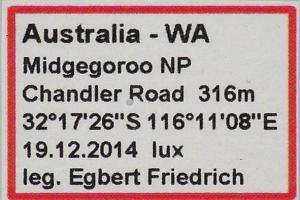 Australia - WA
Midgegoroo NP
Chandler Road 316m
32°17'26"S 116°11'08"E
19.12.2014 lux
leg. Egbert Friedrich